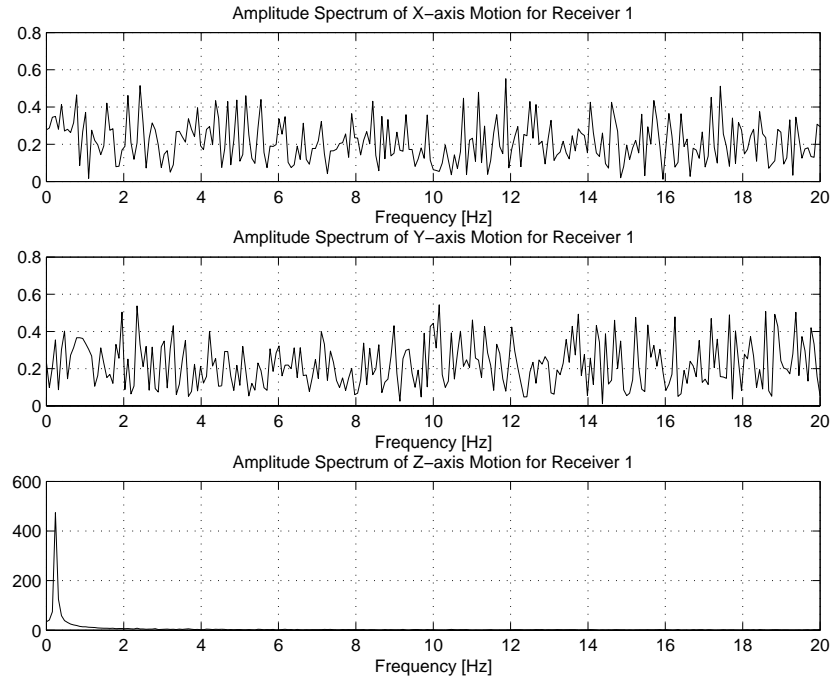 Amplitude Spectrum of X−axis Motion for Receiver 1
0.8
0.6
0.4
0.2
0
0 2 4 6 8 10 12 14 16 18 20
Frequency [Hz]
Amplitude Spectrum of Y−axis Motion for Receiver 1
0.8
0.6
0.4
0.2
0
0 2 4 6 8 10 12 14 16 18 20
Frequency [Hz]
Amplitude Spectrum of Z−axis Motion for Receiver 1
600
400
200
0
0 2 4 6 8 10 12 14 16 18 20
Frequency [Hz]